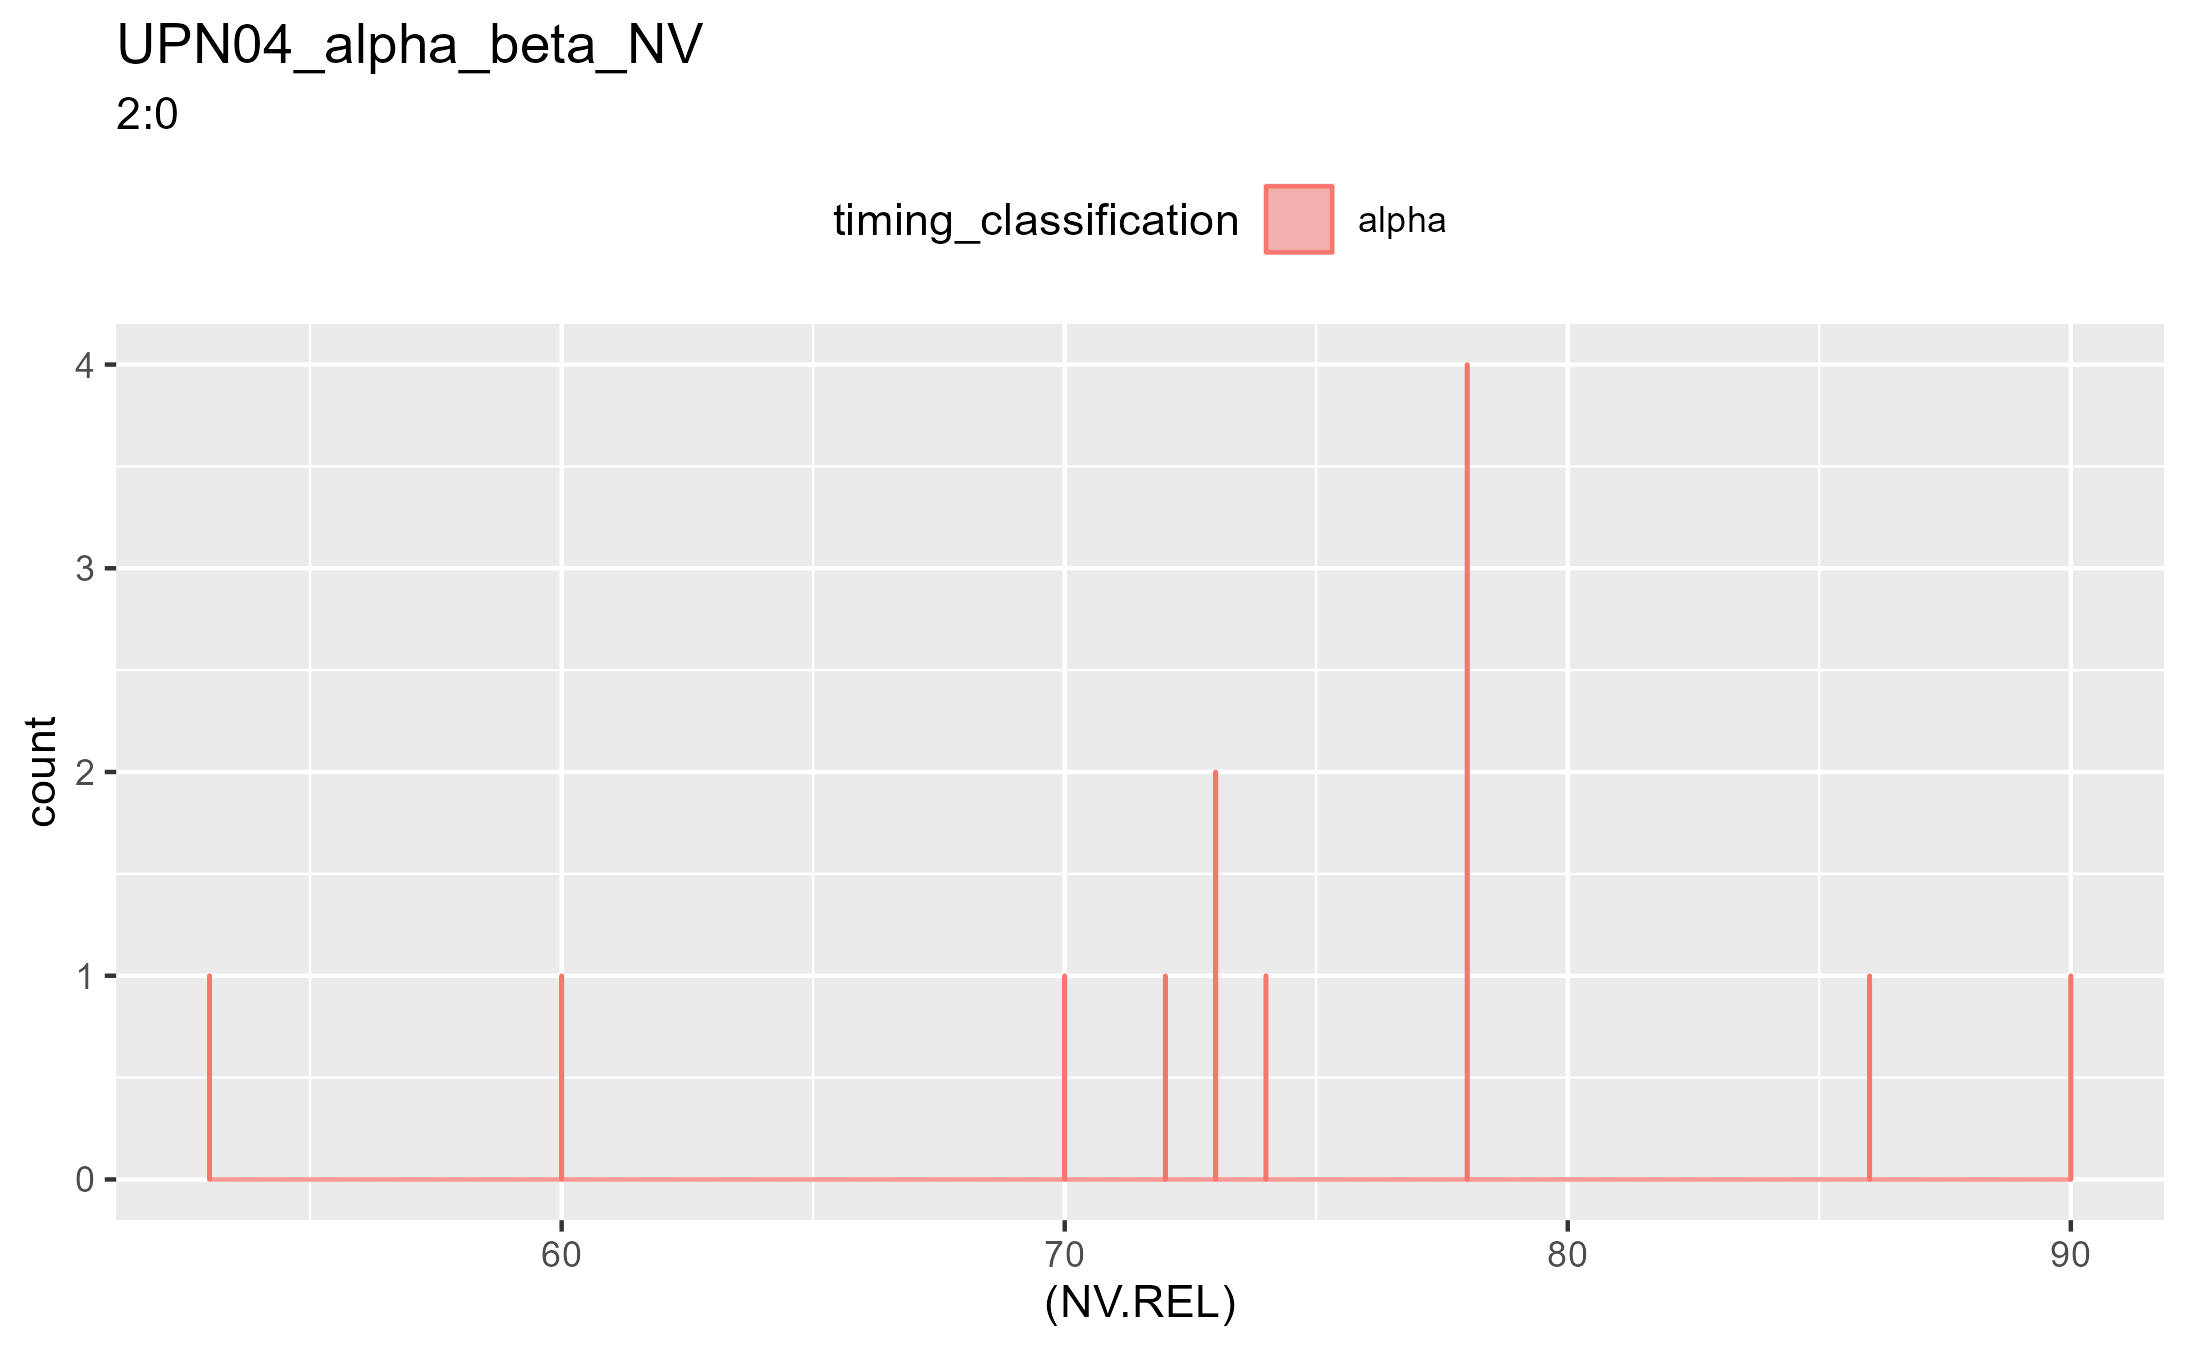 UPN04_alpha_beta_NV
2:0
timing_classification alpha
4
3
2
1
0
count
60 70 80 90
(NV.REL)